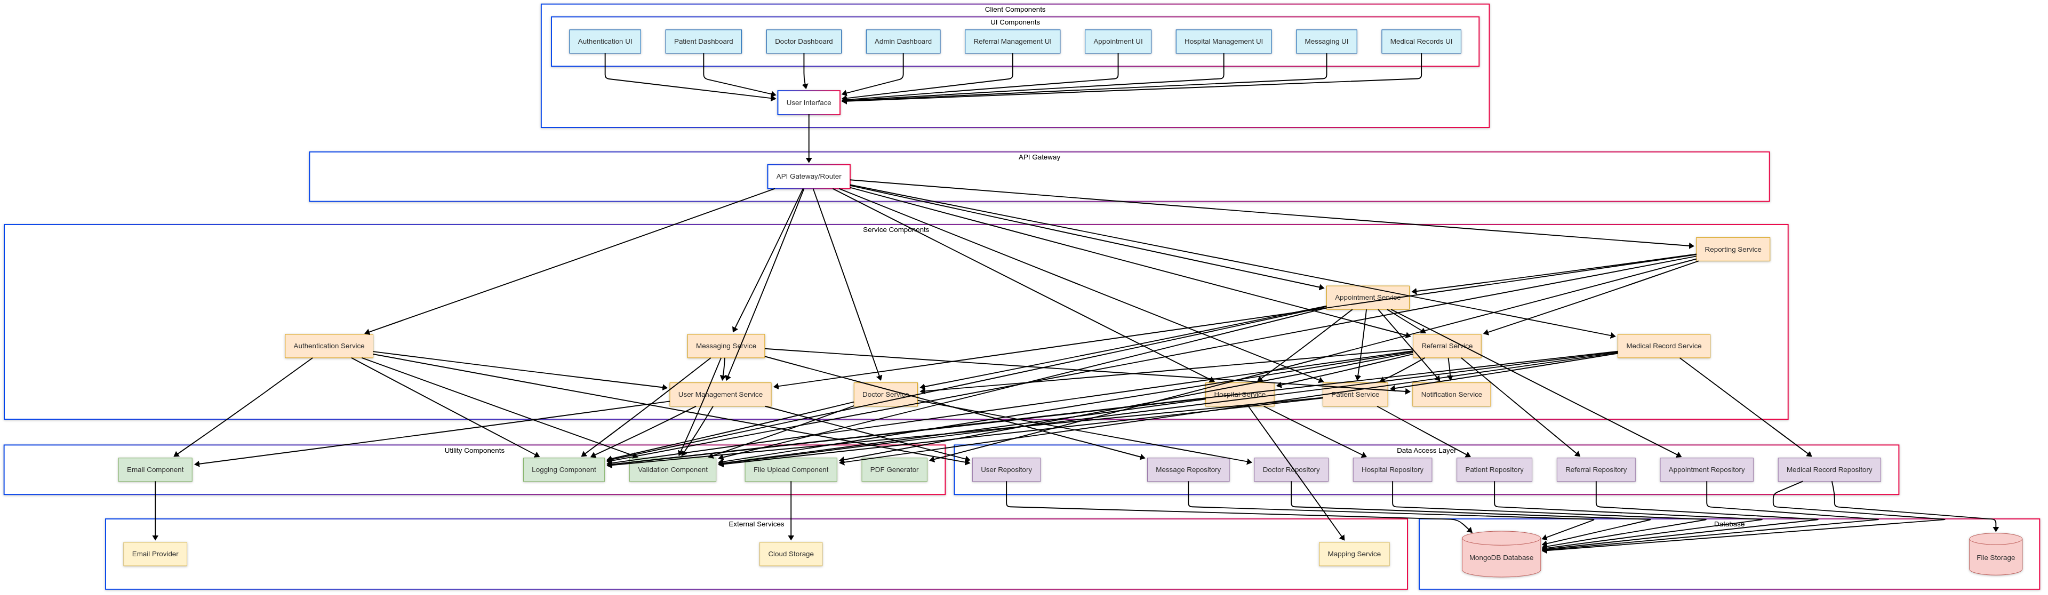 Client Components
UI Components
Authentication UI
Patient Dashboard
Doctor Dashboard
Admin Dashboard
Referral Management UI
Appointment UI
Hospital Management UI
Messaging UI
Medical Records UI
User Interface
API Gateway
API Gateway/Router
Service Components
Reporting Service
Appointment Service
Authentication Service
Messaging Service
Referral Service
Medical Record Service
User Management Service
Doctor Service
Hospital Service
Patient Service
Notification Service
Utility Components
Data Access Layer
Email Component
Logging Component
Validation Component
File Upload Component
PDF Generator
User Repository
Message Repository
Doctor Repository
Hospital Repository
Patient Repository
Referral Repository
Appointment Repository
Medical Record Repository
External Services
Database
Email Provider
Cloud Storage
Mapping Service
MongoDB Database
File Storage